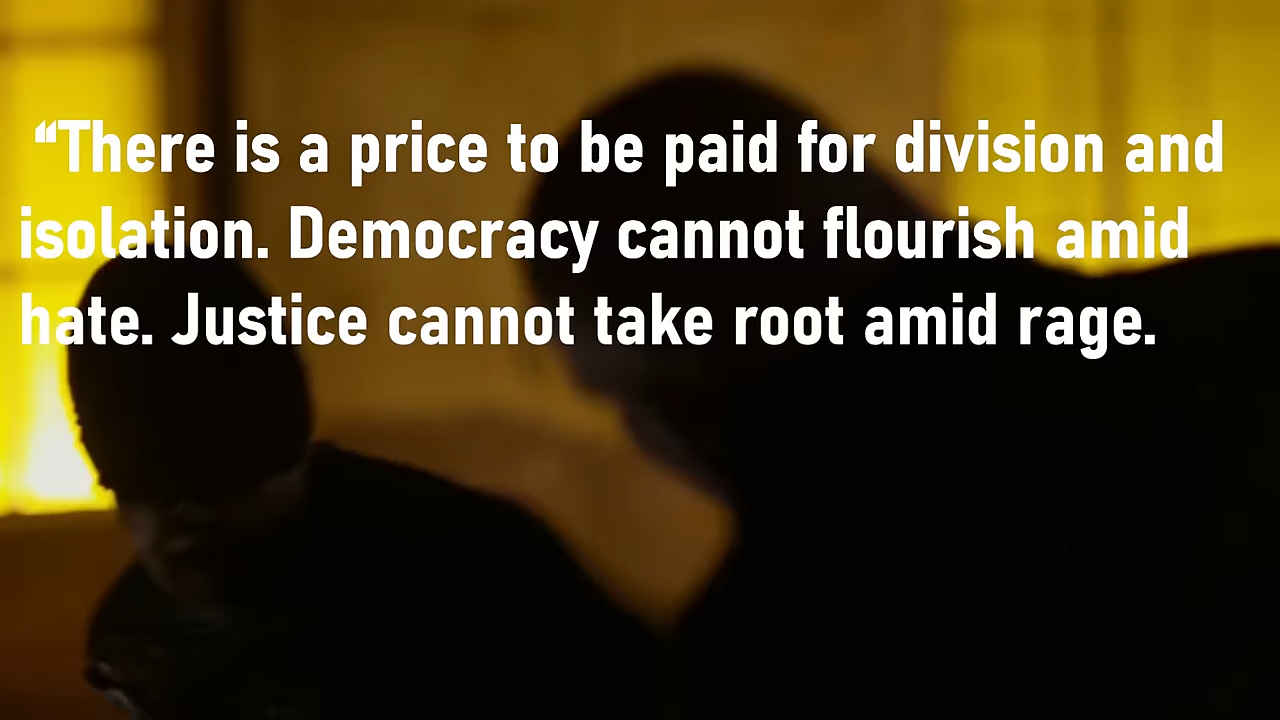 “There is a price to be paid for division and
isolation. Democracy cannot flourish amid
hate. Justice cannot take root amid rage.